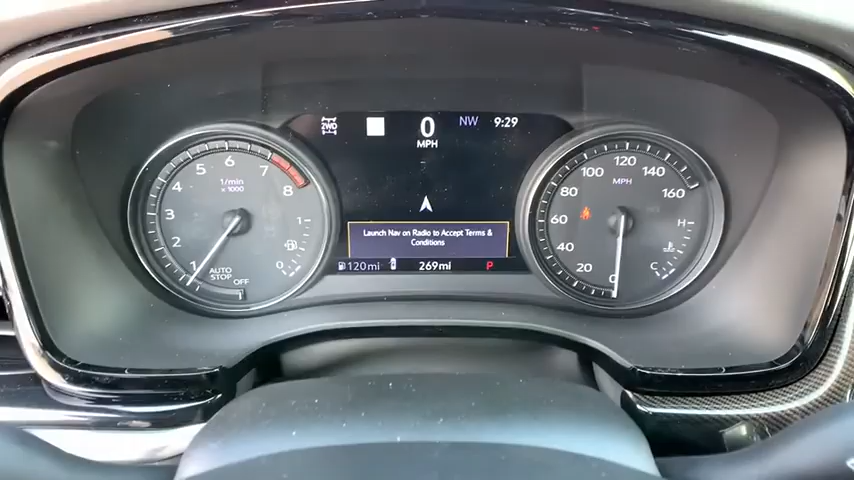 2WD
0
MPH
NW
9:29
Launch Nav on Radio to Accept Terms &
Conditions
120mi
269mi
P
1/min
x 1000
1
2
3
4
5
6
7
8
AUTO
STOP
OFF
1
0
MPH
0
20
40
60
80
100
120
140
160
H
C